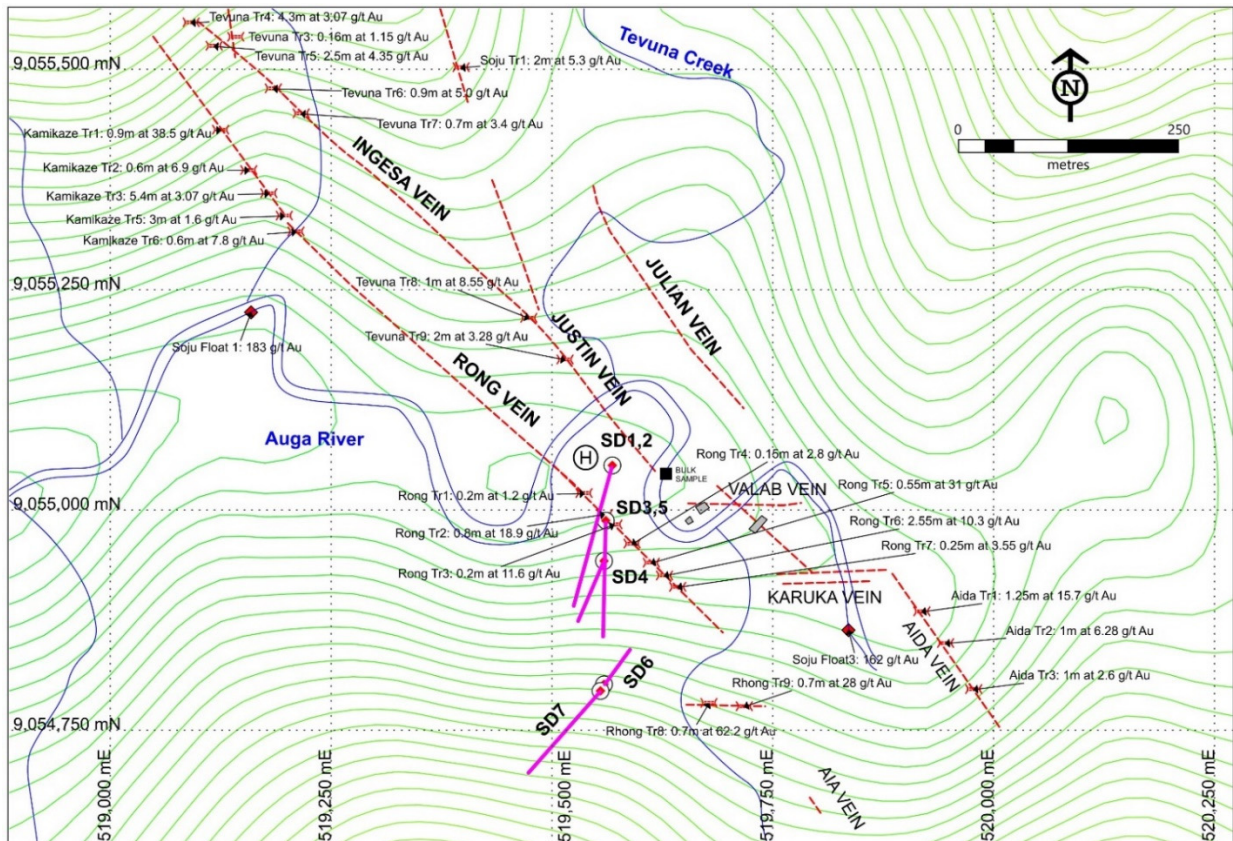 Tevuna Tr4: 4.3m at 3.07 g/t Au
Tevuna Tr3: 0.16m at 1.15 g/t Au
Tevuna Tr5: 2.5m at 4.35 g/t Au
Soju Tr1: 2m at 5.3 g/t Au
Tevuna Creek
N
9,055,500 mN
Tevuna Tr6: 0.9m at 5.0 g/t Au
Tevuna Tr7: 0.7m at 3.4 g/t Au
0
250
metres
Kamikaze Tr1: 0.9m at 38.5 g/t Au
Kamikaze Tr2: 0.6m at 6.9 g/t Au
Kamikaze Tr3: 5.4m at 3.07 g/t Au
Kamikaze Tr5: 3m at 1.6 g/t Au
Kamikaze Tr6: 0.6m at 7.8 g/t Au
INGESA VEIN
9,055,250 mN
Tevuna Tr8: 1m at 8.55 g/t Au
JULIAN VEIN
JUSTIN VEIN
Tevuna Tr9: 2m at 3.28 g/t Au
Soju Float 1: 183 g/t Au
RONG VEIN
Auga River
SD1,2
H
BULK
SAMPLE
Rong Tr4: 0.15m at 2.8 g/t Au
Rong Tr5: 0.55m at 31 g/t Au
VALAB VEIN
9,055,000 mN
Rong Tr1: 0.2m at 1.2 g/t Au
SD3,5
Rong Tr6: 2.55m at 10.3 g/t Au
Rong Tr2: 0.8m at 18.9 g/t Au
Rong Tr7: 0.25m at 3.55 g/t Au
Rong Tr3: 0.2m at 11.6 g/t Au
SD4
KARUKA VEIN
Aida Tr1: 1.25m at 15.7 g/t Au
AIDA VEIN
Aida Tr2: 1m at 6.28 g/t Au
Soju Float3: 162 g/t Au
Aida Tr3: 1m at 2.6 g/t Au
SD6
Rhong Tr9: 0.7m at 28 g/t Au
SD7
9,054,750 mN
Rhong Tr8: 0.7m at 62.2 g/t Au
AIA VEIN
519,000 mE
519,250 mE
519,500 mE
519,750 mE
520,000 mE
520,250 mE